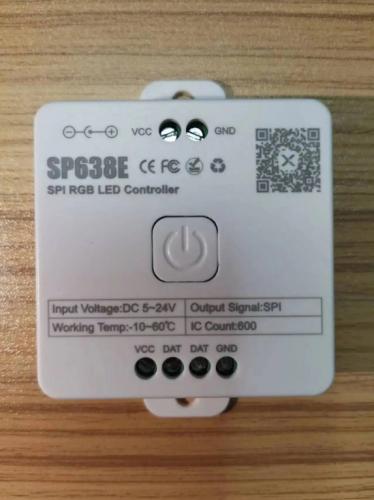 VCC GND
SP638E CE FC
SPI RGB LED Controller
Input Voltage:DC 5~24V Output Signal:SPI
Working Temp:-10~60℃ IC Count:600
VCC DAT DAT GND